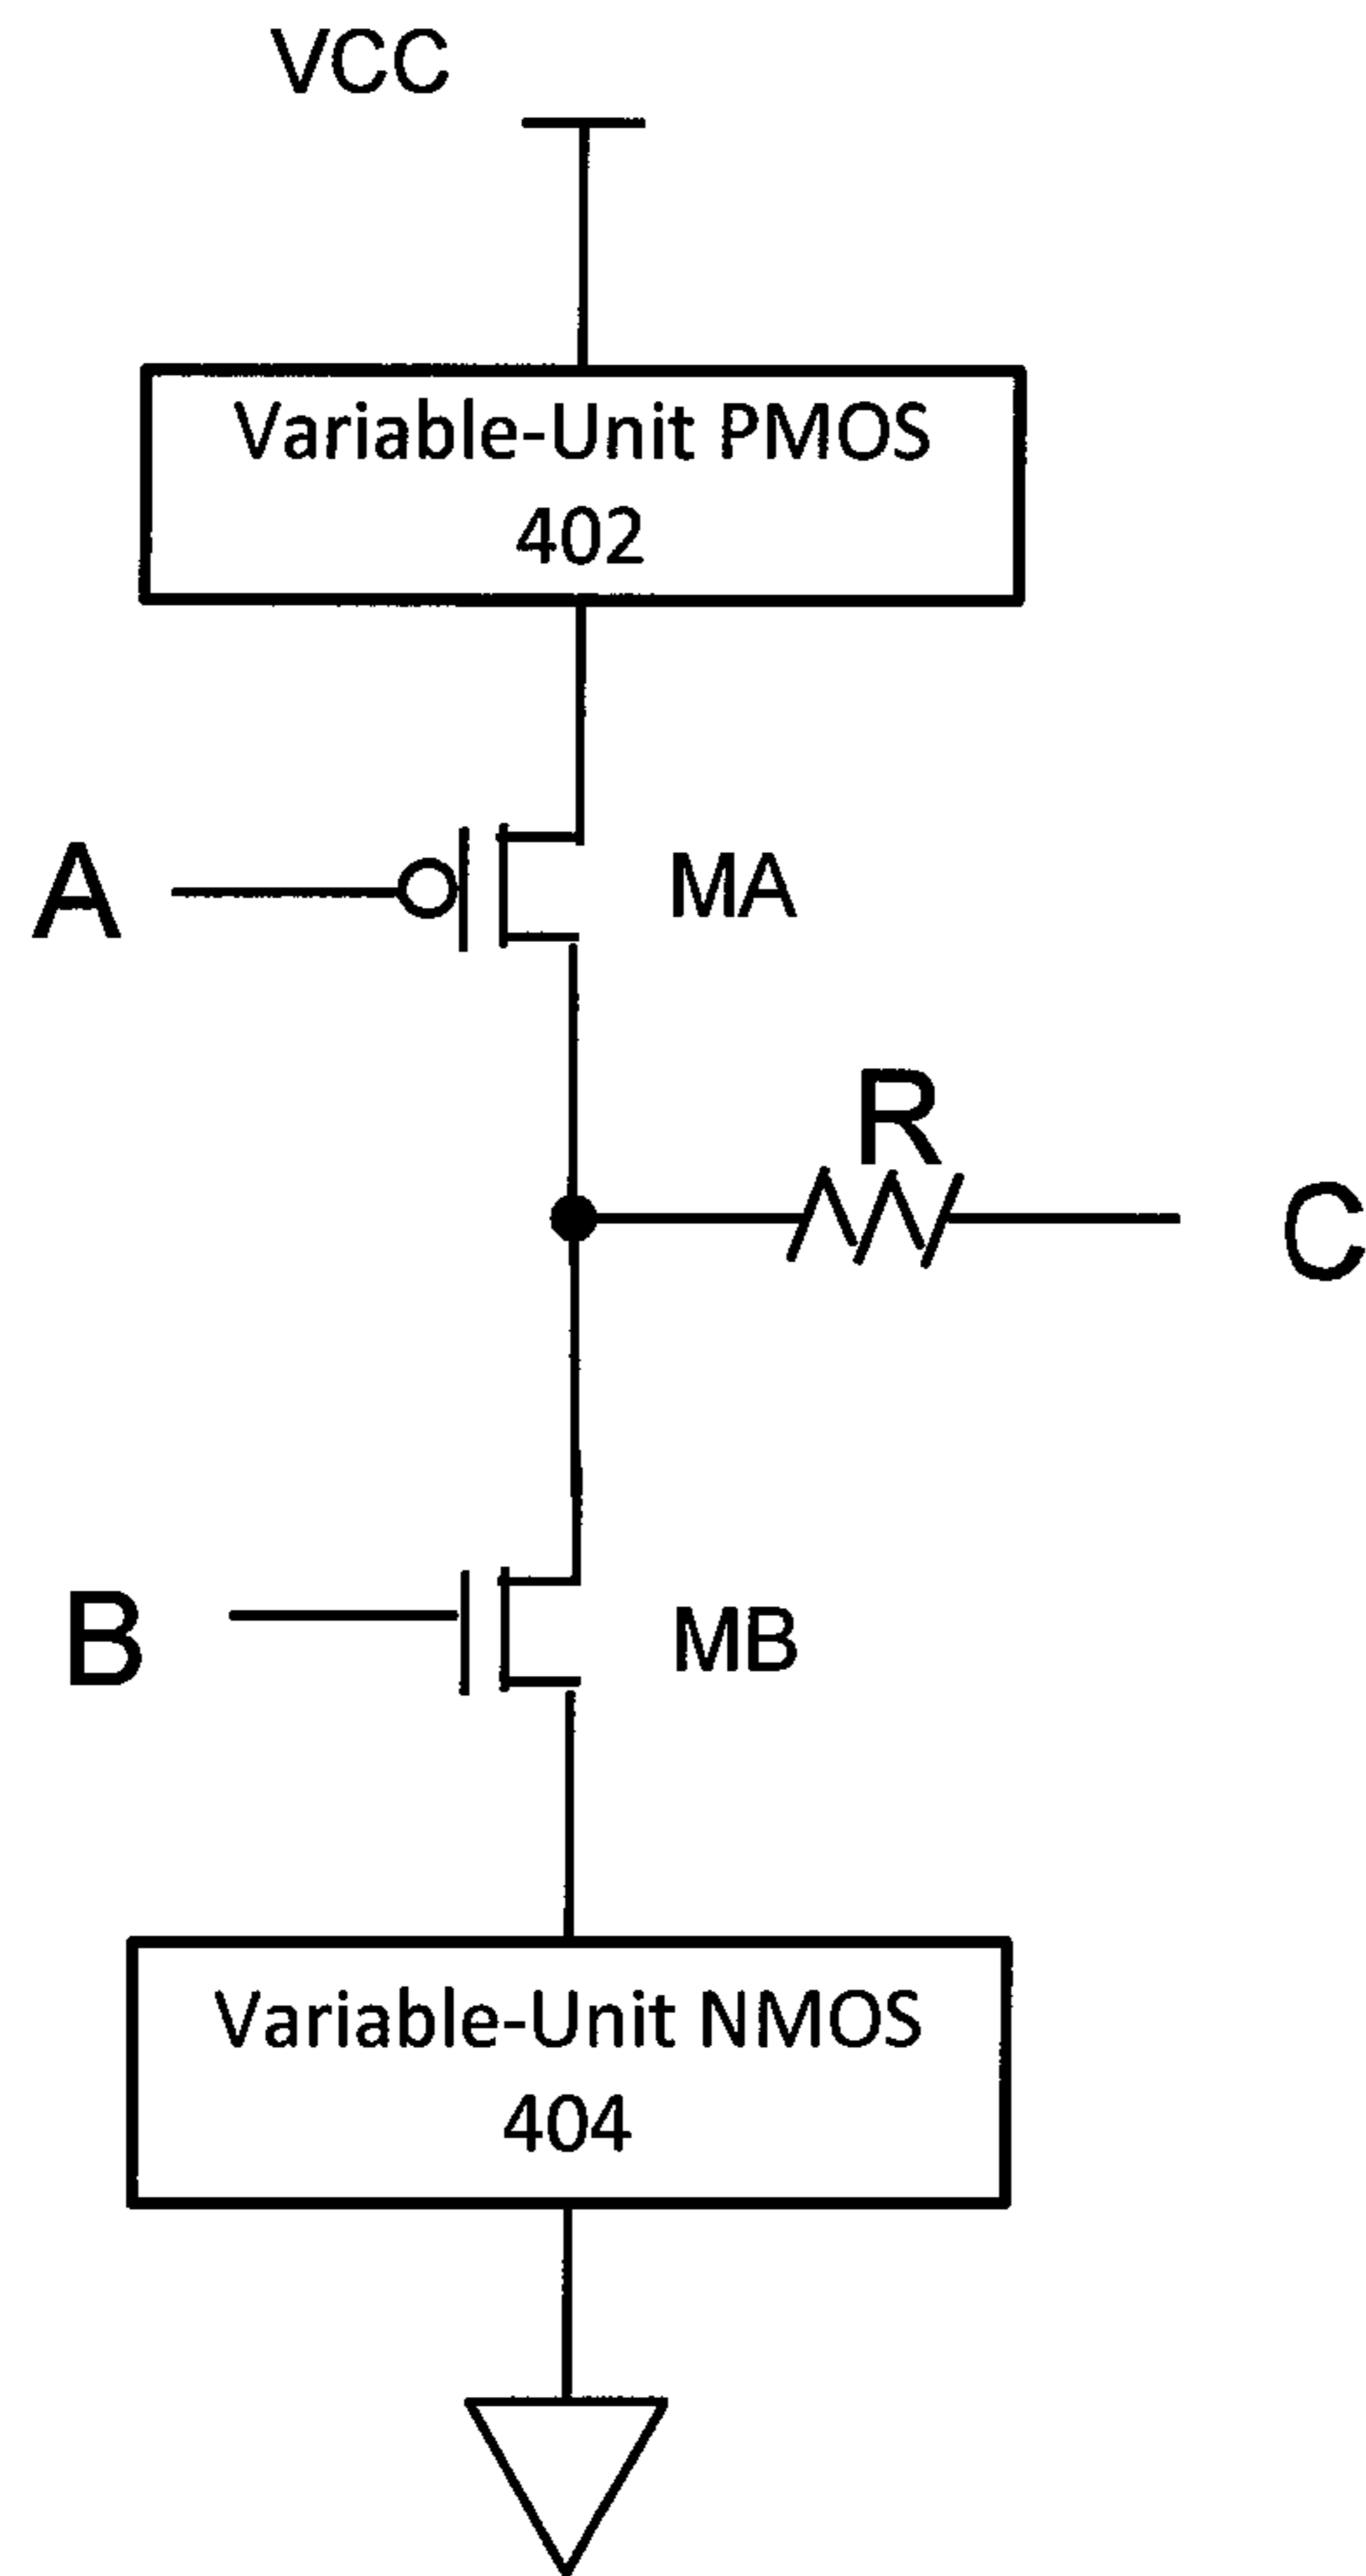 VCC
Variable-Unit PMOS
402
A
MA
R
C
B
MB
Variable-Unit NMOS
404